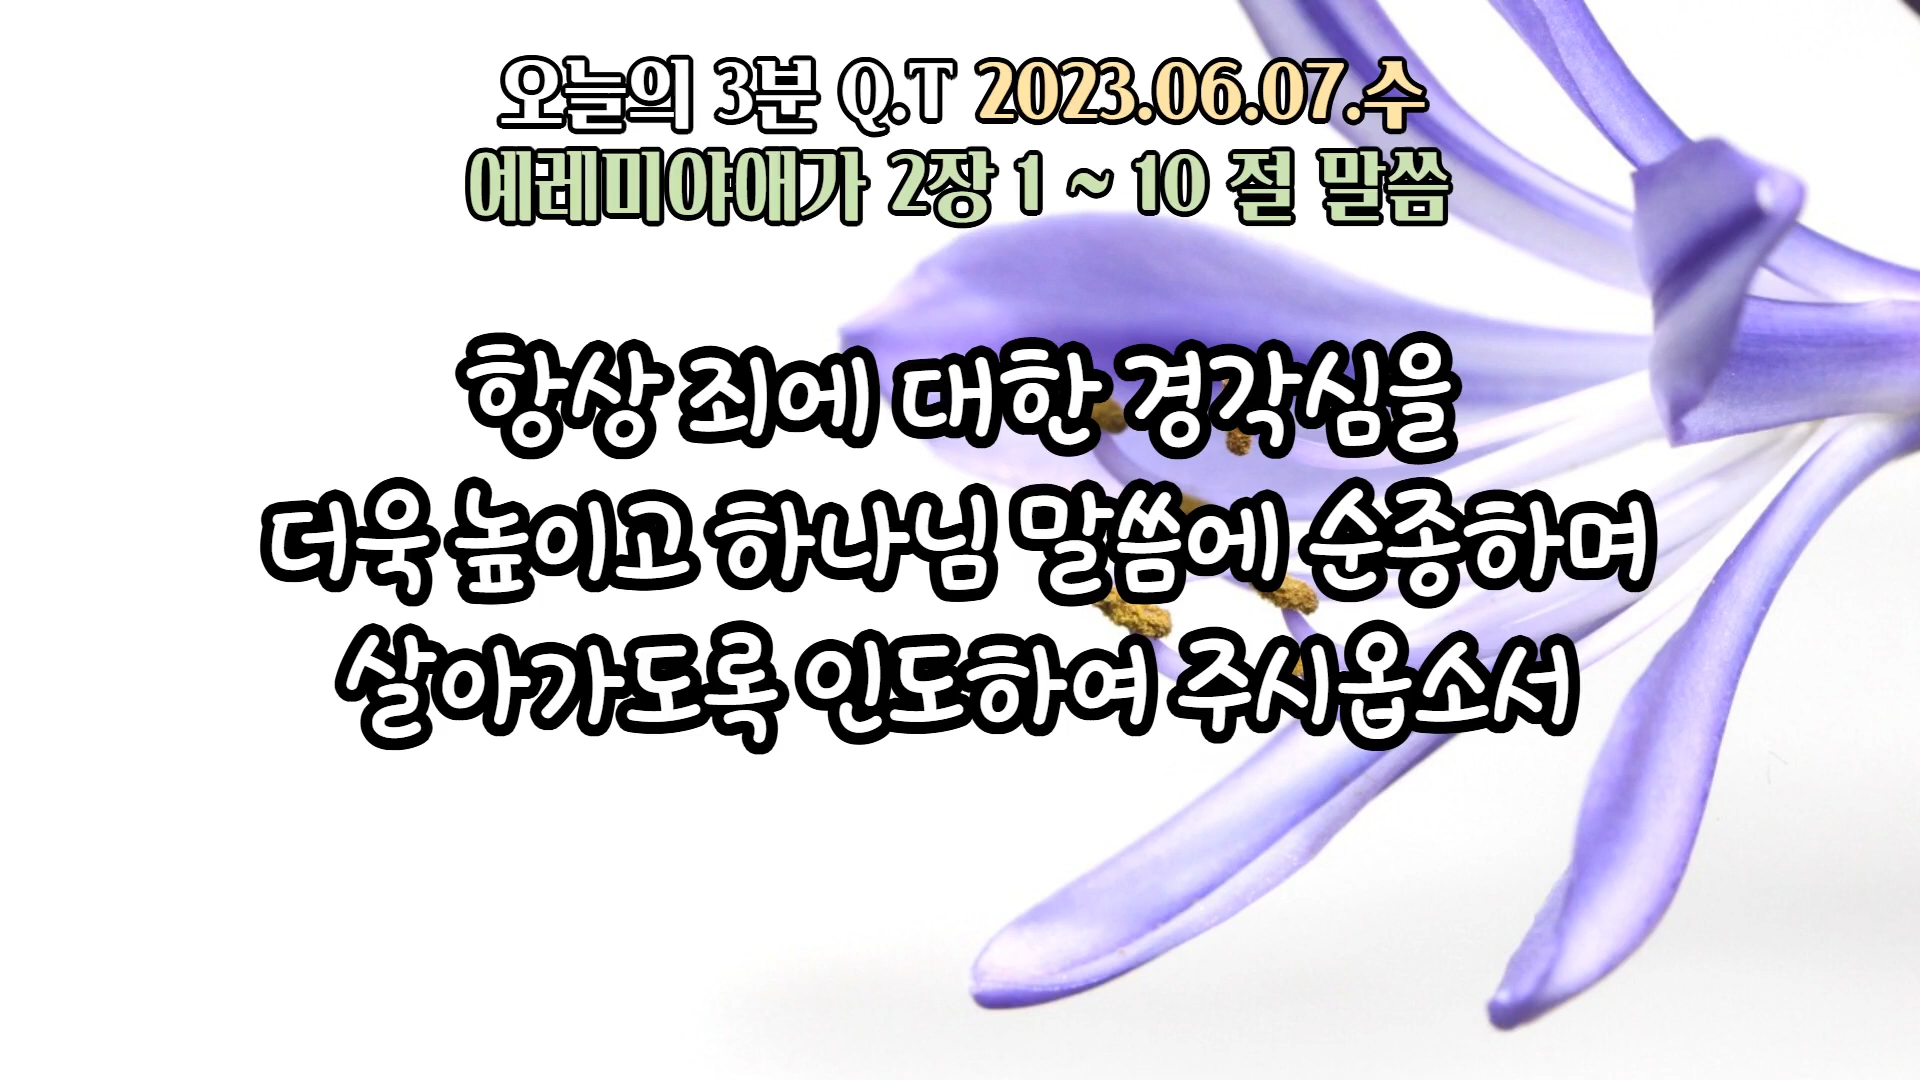 오늘의 3분 Q.T 2023.06.07.수
예레미야애가 2장 1 ~ 10 절 말씀
항상 죄에 대한 경각심을
더욱 높이고 하나님 말씀에 순종하며
살아가도록 인도하여 주시옵소서